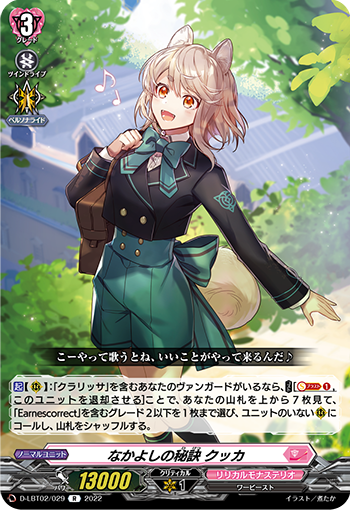 3
グレード
ツインドライブ
ペルソナライド
こーやって歌うとね、いいことがやって来るんだ♪
起【Ⓡ】:「クラリッサ」を含むあなたのヴァンガードがいるなら、【コスト】[ソウルブラスト1,
このユニットを退却させる]ことで、あなたの山札を上から7枚見て、
「Earnescorrect」を含むグレード2以下を1枚まで選び、ユニットのいないⓇに
コールし、山札をシャッフルする。
ノーマルユニット
なかよしの秘訣 クッカ
リリカルモナステリオ
パワー
13000
クリティカル
1
ワービースト
D-LBT02/029 R 2022
イラスト/煮たか